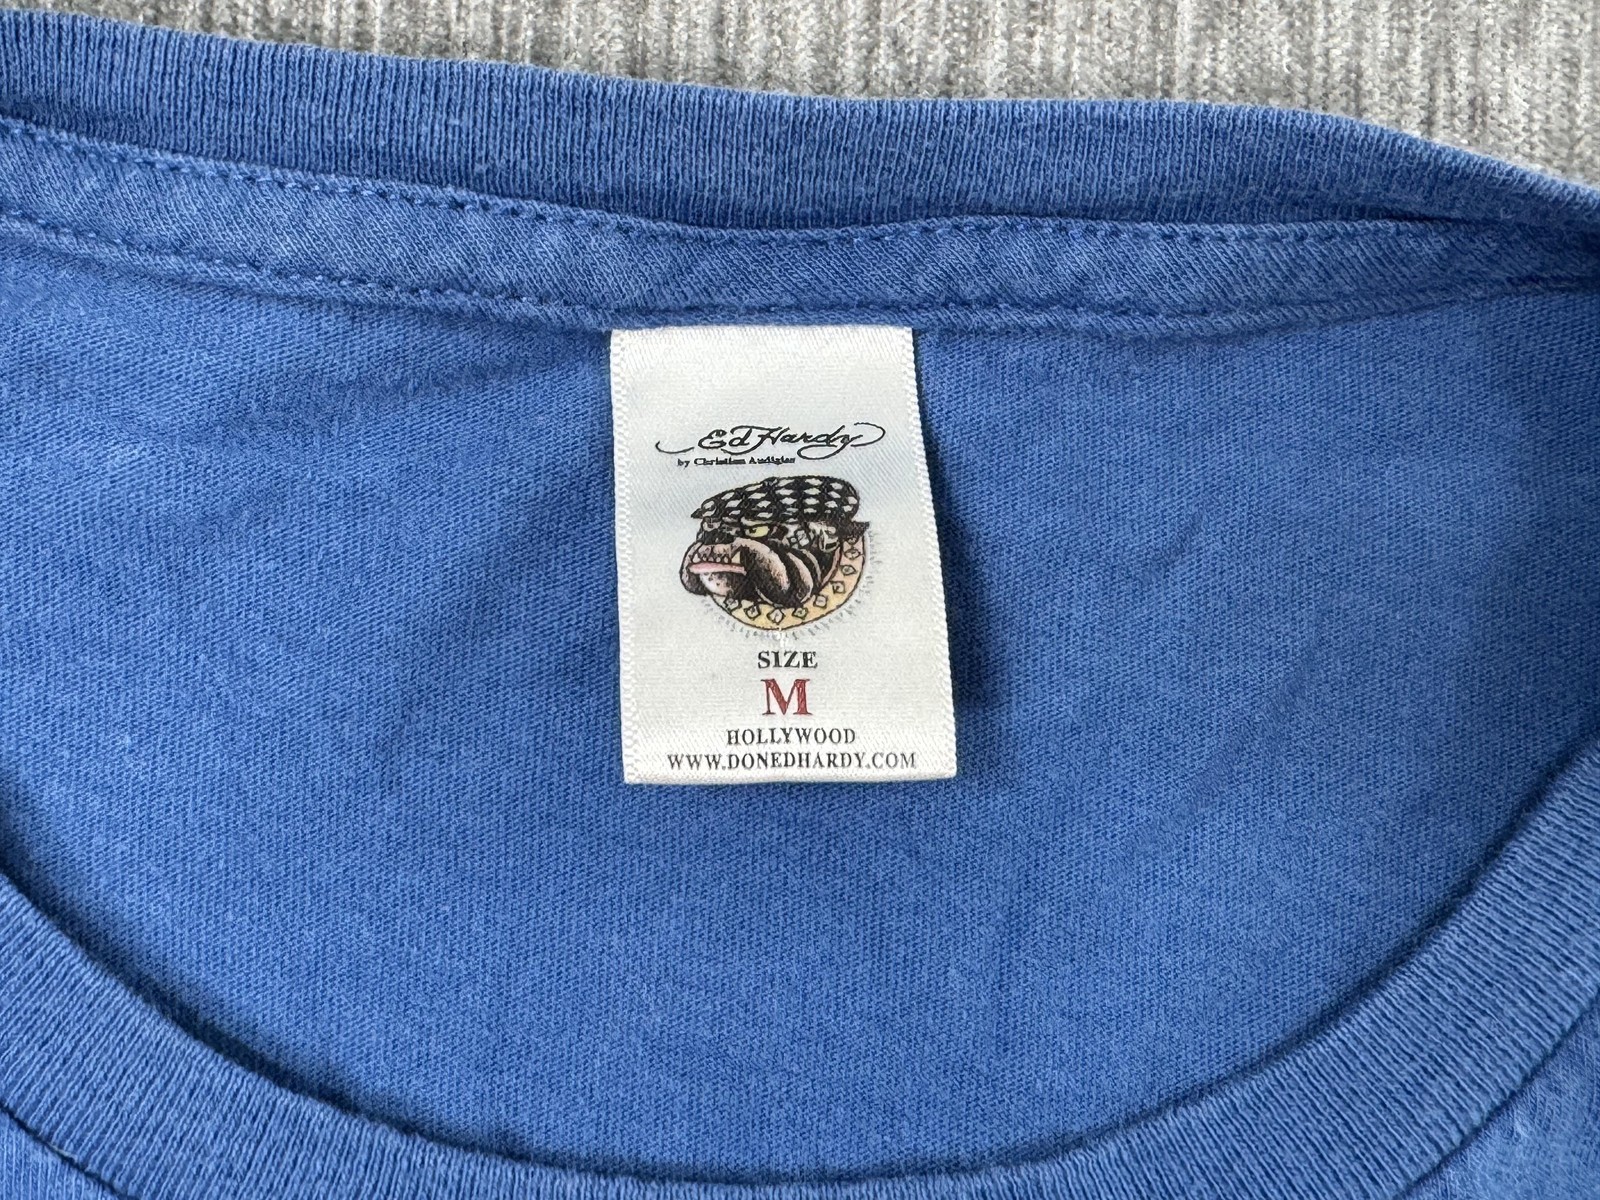 Ed Hardy
by Christian Audigier
SIZE
M
HOLLYWOOD
WWW.DONEDHARDY.COM